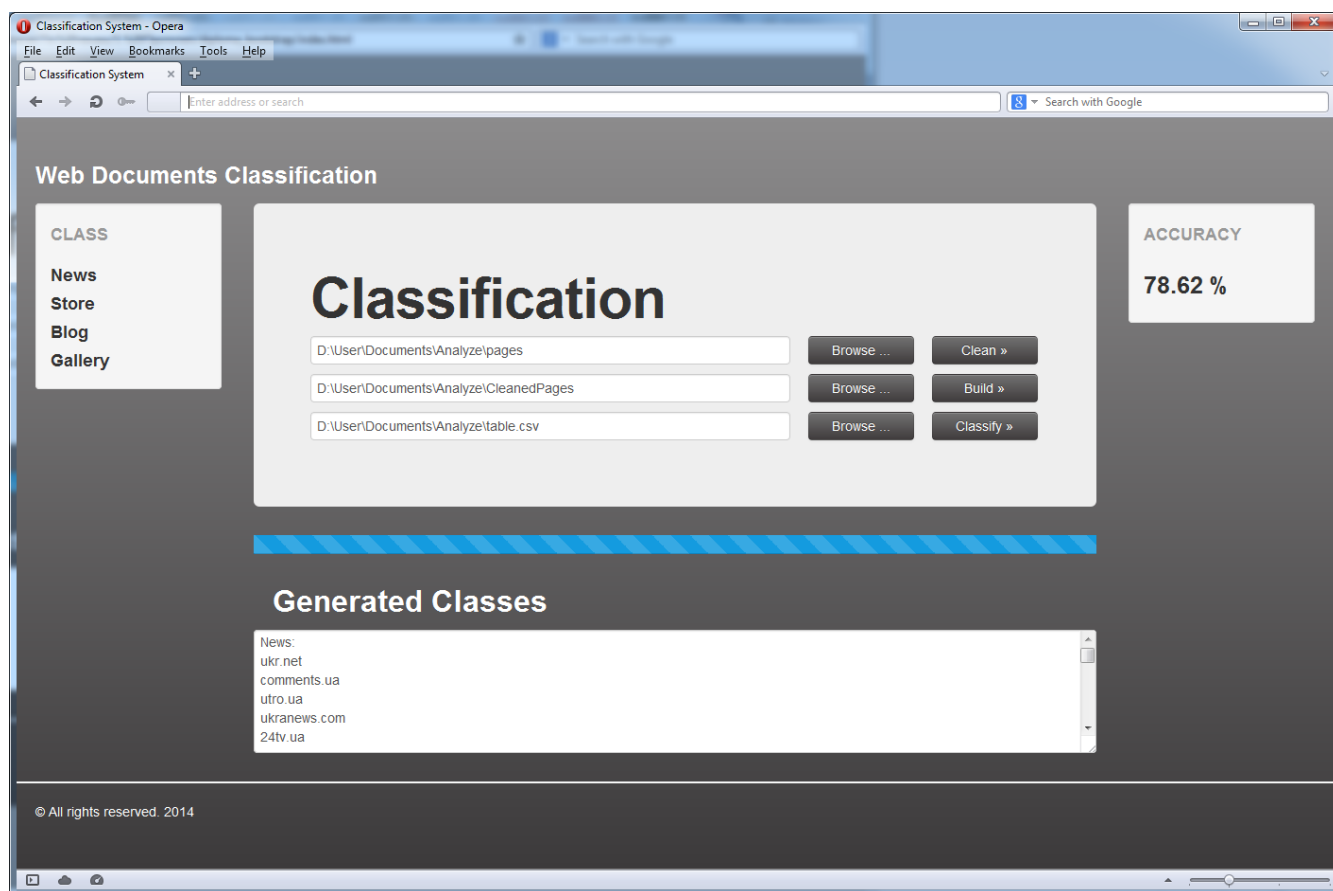 Classification System - Opera
File Edit View Bookmarks Tools Help
Search with Google
Classification System
Enter address or search
Search with Google
Web Documents Classification
CLASS
News
Store
Blog
Gallery
Classification
D:\User\Documents\Analyze\pages
Browse ...
Clean »
D:\User\Documents\Analyze\CleanedPages
Browse ...
Build »
D:\User\Documents\Analyze\table.csv
Browse ...
Classify »
ACCURACY
78.62 %
Generated Classes
News:
ukr.net
comments.ua
utro.ua
ukranews.com
24tv.ua
© All rights reserved. 2014